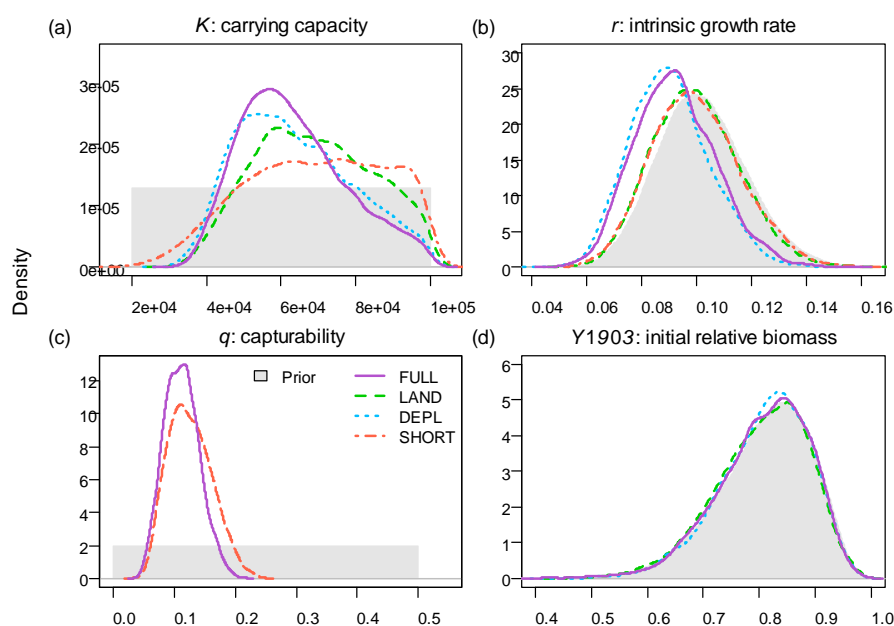 (a) K: carrying capacity
(b) r: intrinsic growth rate
3e-05
2e-05
1e-05
0e+00
2e+04 4e+04 6e+04 8e+04 1e+05
30
25
20
15
10
5
0
0.04 0.06 0.08 0.10 0.12 0.14 0.16
Density
(c) q: capturability
(d) Y1903: initial relative biomass
12
10
8
6
4
2
0
0.0 0.1 0.2 0.3 0.4 0.5
Prior
FULL
LAND
DEPL
SHORT
6
5
4
3
2
1
0
0.4 0.5 0.6 0.7 0.8 0.9 1.0